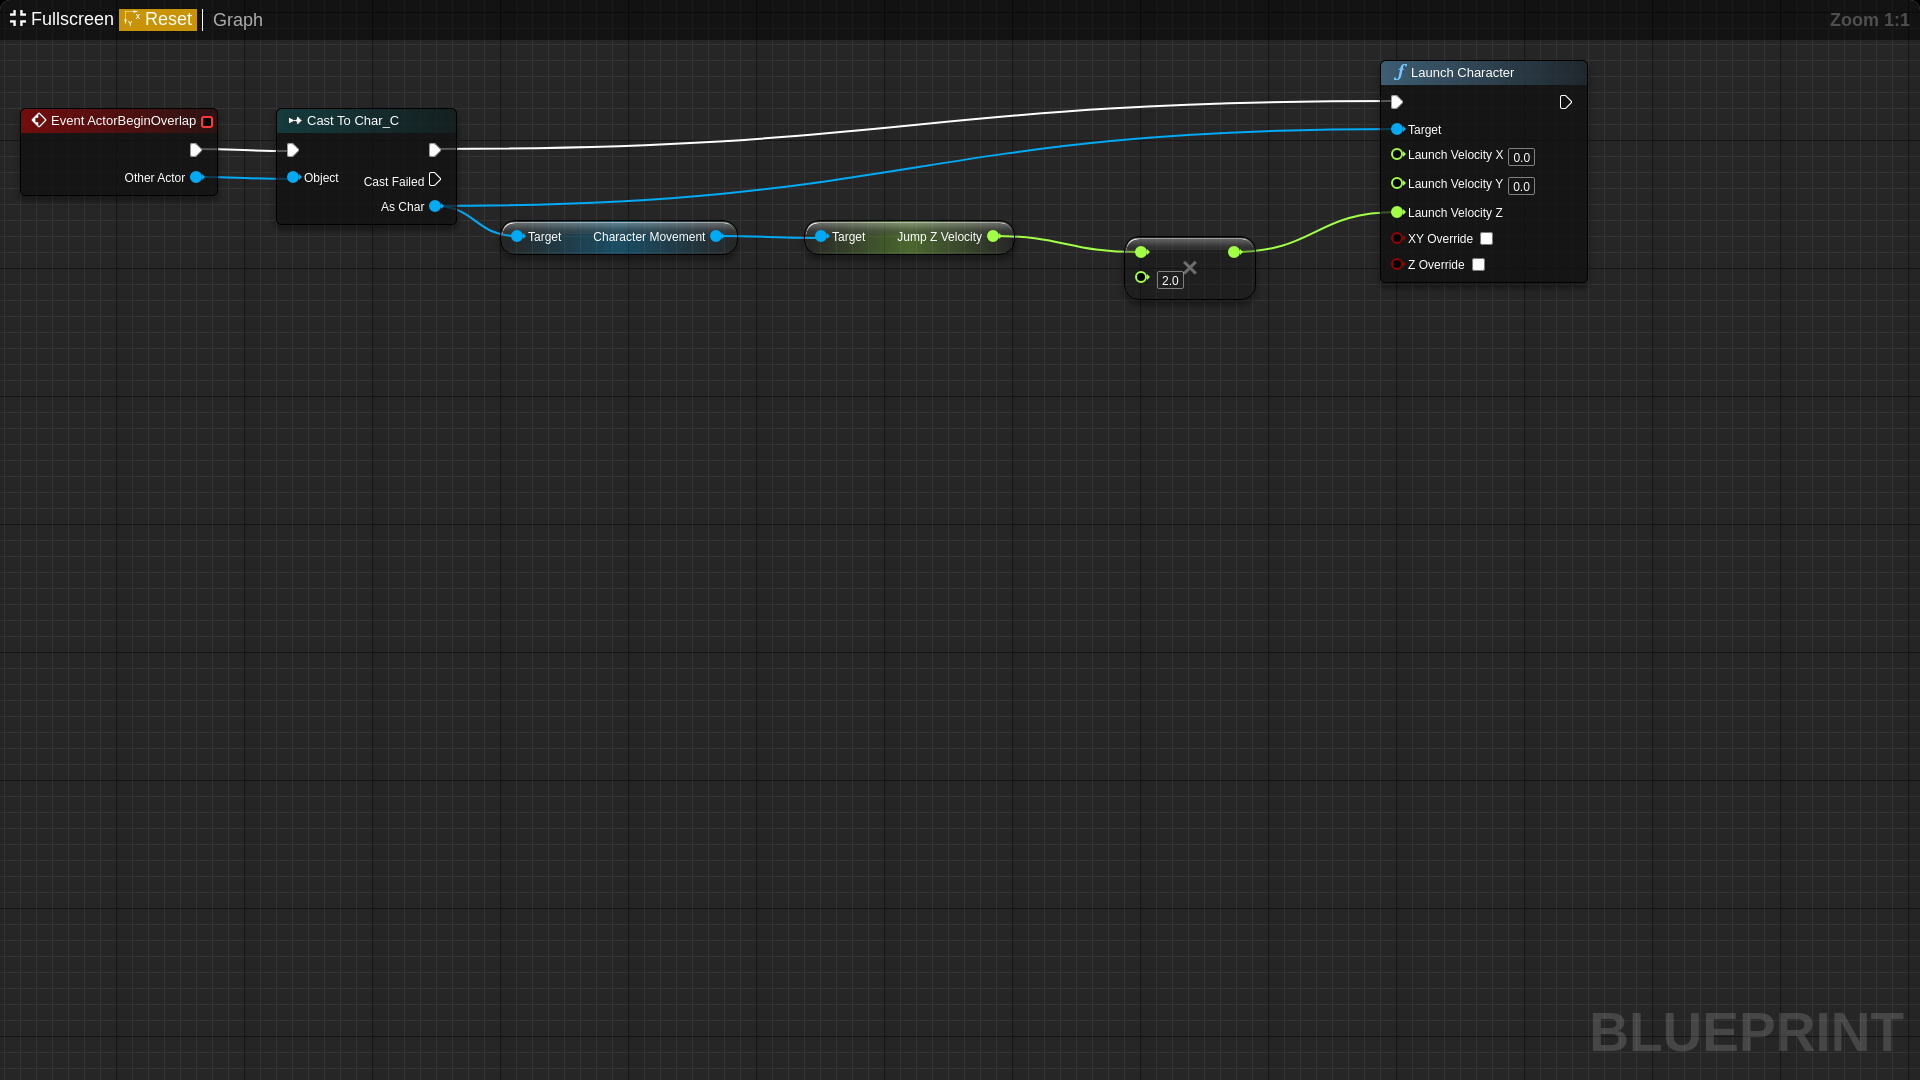 Fullscreen Reset Graph Zoom 1:1
Event ActorBeginOverlap
Other Actor
Cast To Char_C
Object
Cast Failed
As Char
Target Character Movement
Target Jump Z Velocity
2.0
Launch Character
Target
Launch Velocity X 0.0
Launch Velocity Y 0.0
Launch Velocity Z
XY Override
Z Override
BLUEPRINT